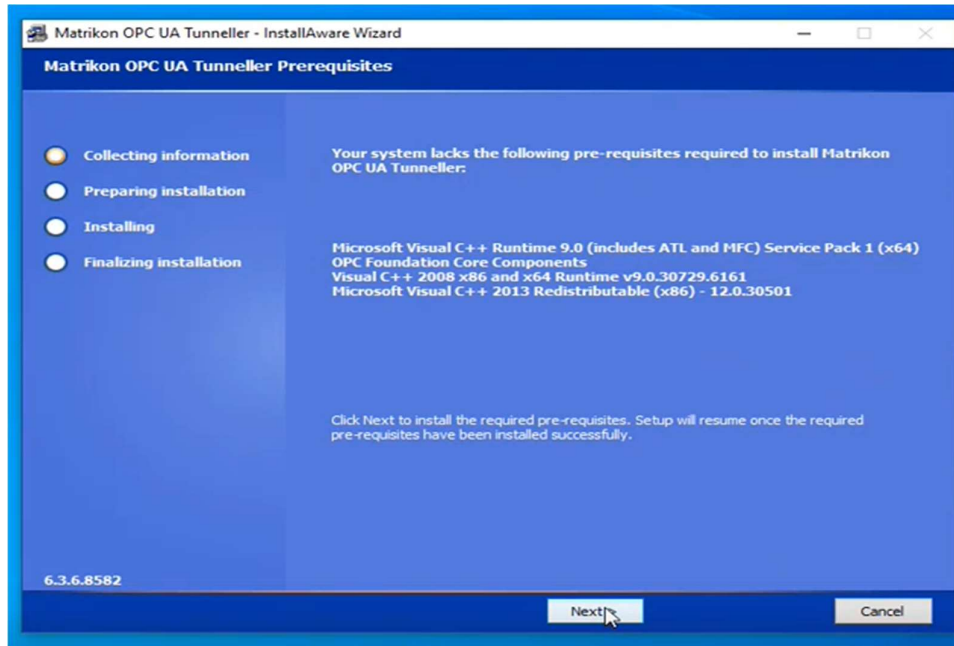 Matrikon OPC UA Tunneller - InstallAware Wizard
Matrikon OPC UA Tunneller Prerequisites
Collecting information
Preparing installation
Installing
Finalizing installation
Your system lacks the following pre-requisites required to install Matrikon
OPC UA Tunneller:
Microsoft Visual C++ Runtime 9.0 (includes ATL and MFC) Service Pack 1 (x64)
OPC Foundation Core Components
Visual C++ 2008 x86 and x64 Runtime v9.0.30729.6161
Microsoft Visual C++ 2013 Redistributable (x86) - 12.0.30501
Click Next to install the required pre-requisites. Setup will resume once the required
pre-requisites have been installed successfully.
6.3.6.8582
Next >
Cancel